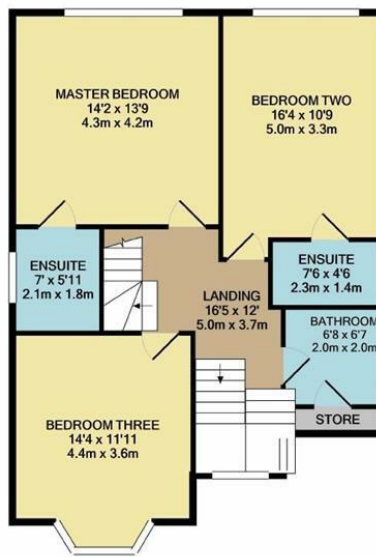 MASTER BEDROOM
14'2 x 13'9
4.3m x 4.2m
BEDROOM TWO
16'4 x 10'9
5.0m x 3.3m
ENSUITE
7' x 5'11
2.1m x 1.8m
LANDING
16'5 x 12'
5.0m x 3.7m
ENSUITE
7'6 x 4'6
2.3m x 1.4m
BATHROOM
6'8 x 6'7
2.0m x 2.0m
BEDROOM THREE
14'4 x 11'11
4.4m x 3.6m
STORE